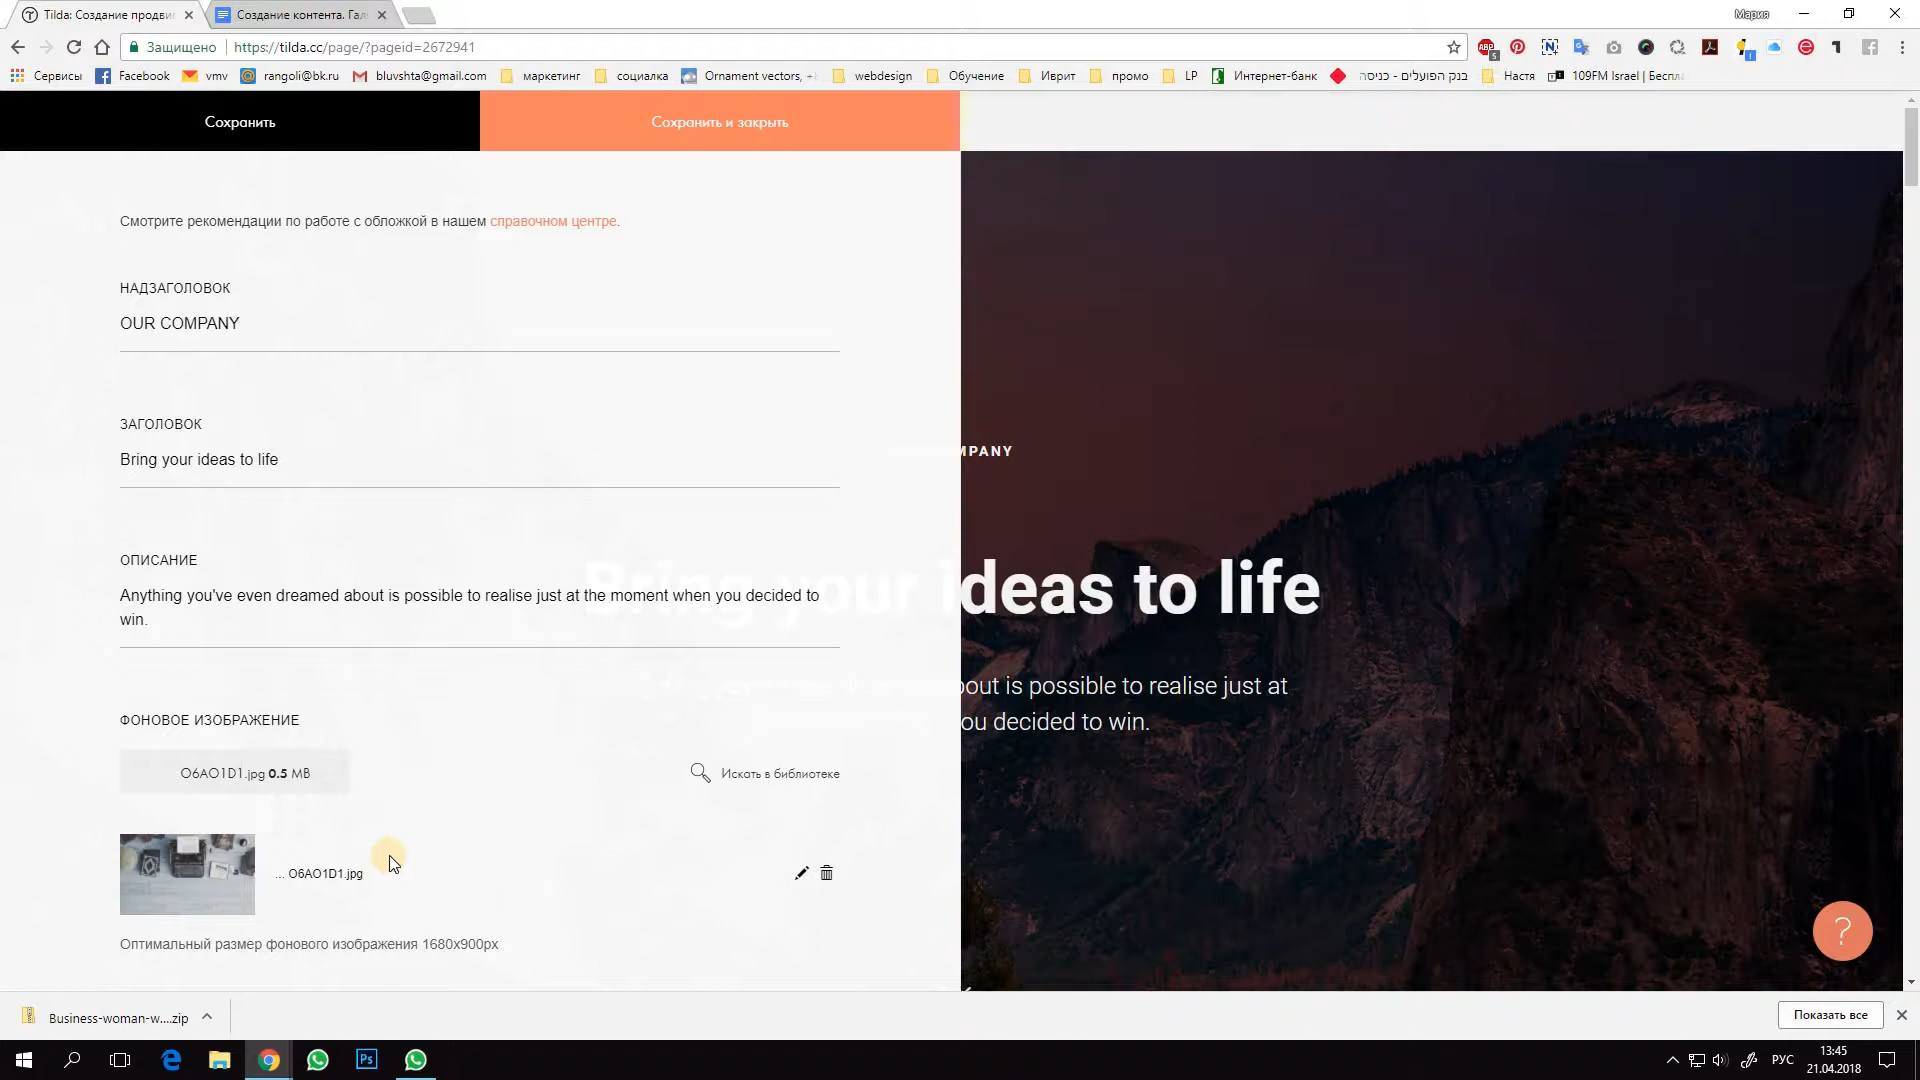 Tilda: Создание продви
Создание контента. Гал
Мария
Защищено
https://tilda.cc/page/?pageid=2672941
Сервисы
Facebook
vmv
rangoli@bk.ru
bluvshta@gmail.com
маркетинг
социалка
Ornament vectors, +
webdesign
Обучение
Иврит
промо
LP
Интернет-банк
בנק הפועלים - כניסה
Настя
109FM Israel | Беспл
Сохранить
Сохранить и закрыть
Смотрите рекомендации по работе с обложкой в нашем справочном центре.
НАДЗАГОЛОВОК
OUR COMPANY
ЗАГОЛОВОК
Bring your ideas to life
ОПИСАНИЕ
Anything you've even dreamed about is possible to realise just at the moment when you decided to
win.
ФОНОВОЕ ИЗОБРАЖЕНИЕ
O6AO1D1.jpg 0.5 MB
Искать в библиотеке
... O6AO1D1.jpg
Оптимальный размер фонового изображения 1680x900px
MPANY
Bring your ideas to life
bout is possible to realise just at
ou decided to win.
?
Business-woman-w....zip
Показать все
Ps
РУС
13:45
21.04.2018